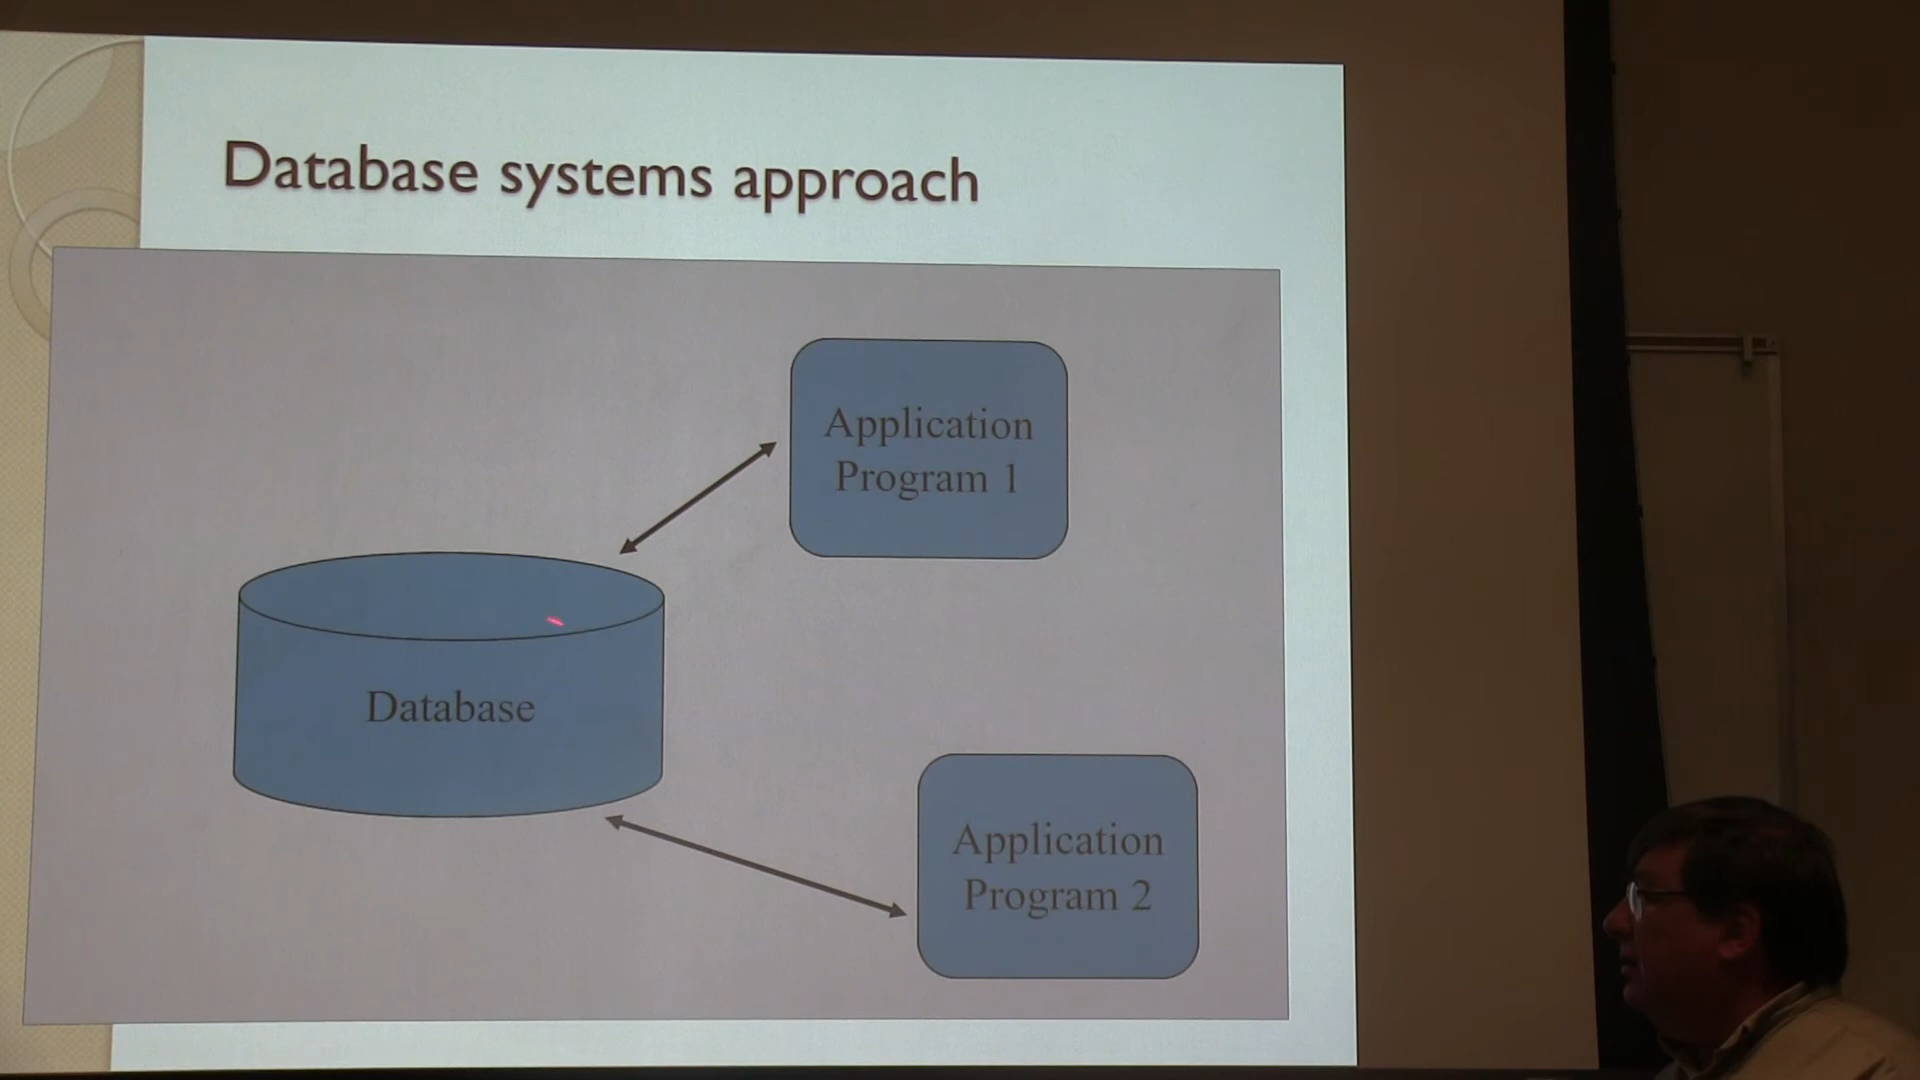 Database systems approach
Application
Program 1
Database
Application
Program 2